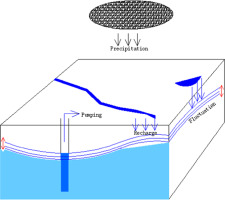 Precipitation
Pumping
Recharge
Fluctuation